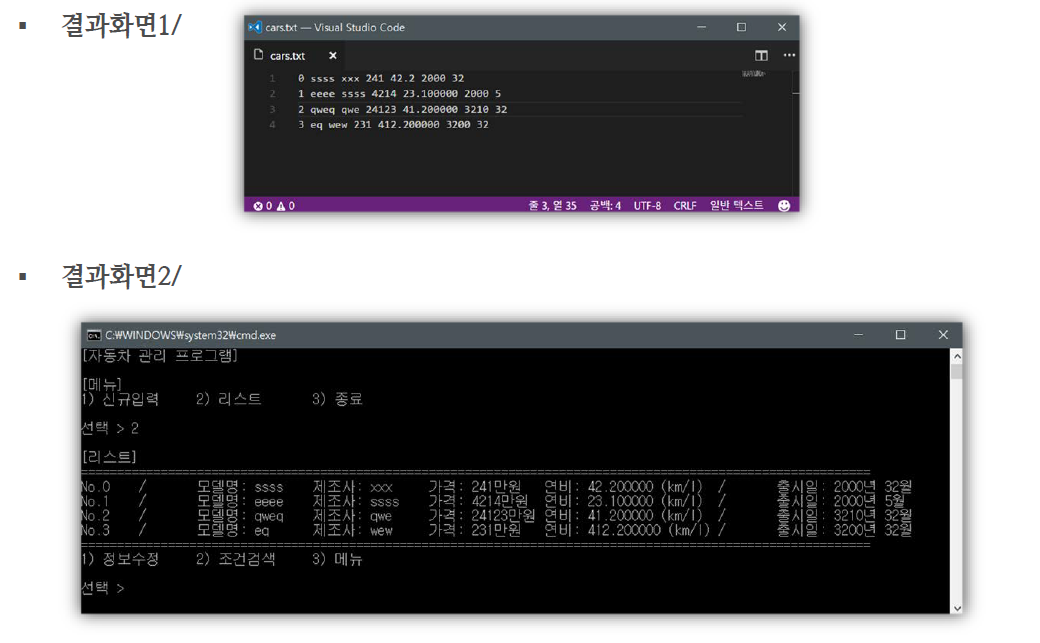 ▪ 결과화면1/
cars.txt — Visual Studio Code
cars.txt
1 0 ssss xxx 241 42.2 2000 32
2 1 eeee ssss 4214 23.100000 2000 5
3 2 qweq qwe 24123 41.200000 3210 32
4 3 eq wew 231 412.200000 3200 32
0 0 줄 3, 열 35 공백: 4 UTF-8 CRLF 일반 텍스트
▪ 결과화면2/
C:₩WINDOWS₩system32₩cmd.exe
[자동차 관리 프로그램]
[메뉴]
1) 신규입력 2) 리스트 3) 종료
선택 > 2
[리스트]
No.0 / 모델명: ssss 제조사: xxx 가격: 241만원 연비: 42.200000 (km/l) / 출시일: 2000년 32월
No.1 / 모델명: eeee 제조사: ssss 가격: 4214만원 연비: 23.100000 (km/l) / 출시일: 2000년 5월
No.2 / 모델명: qweq 제조사: qwe 가격: 24123만원 연비: 41.200000 (km/l) / 출시일: 3210년 32월
No.3 / 모델명: eq 제조사: wew 가격: 231만원 연비: 412.200000 (km/l) / 출시일: 3200년 32월
1) 정보수정 2) 조건검색 3) 메뉴
선택 >